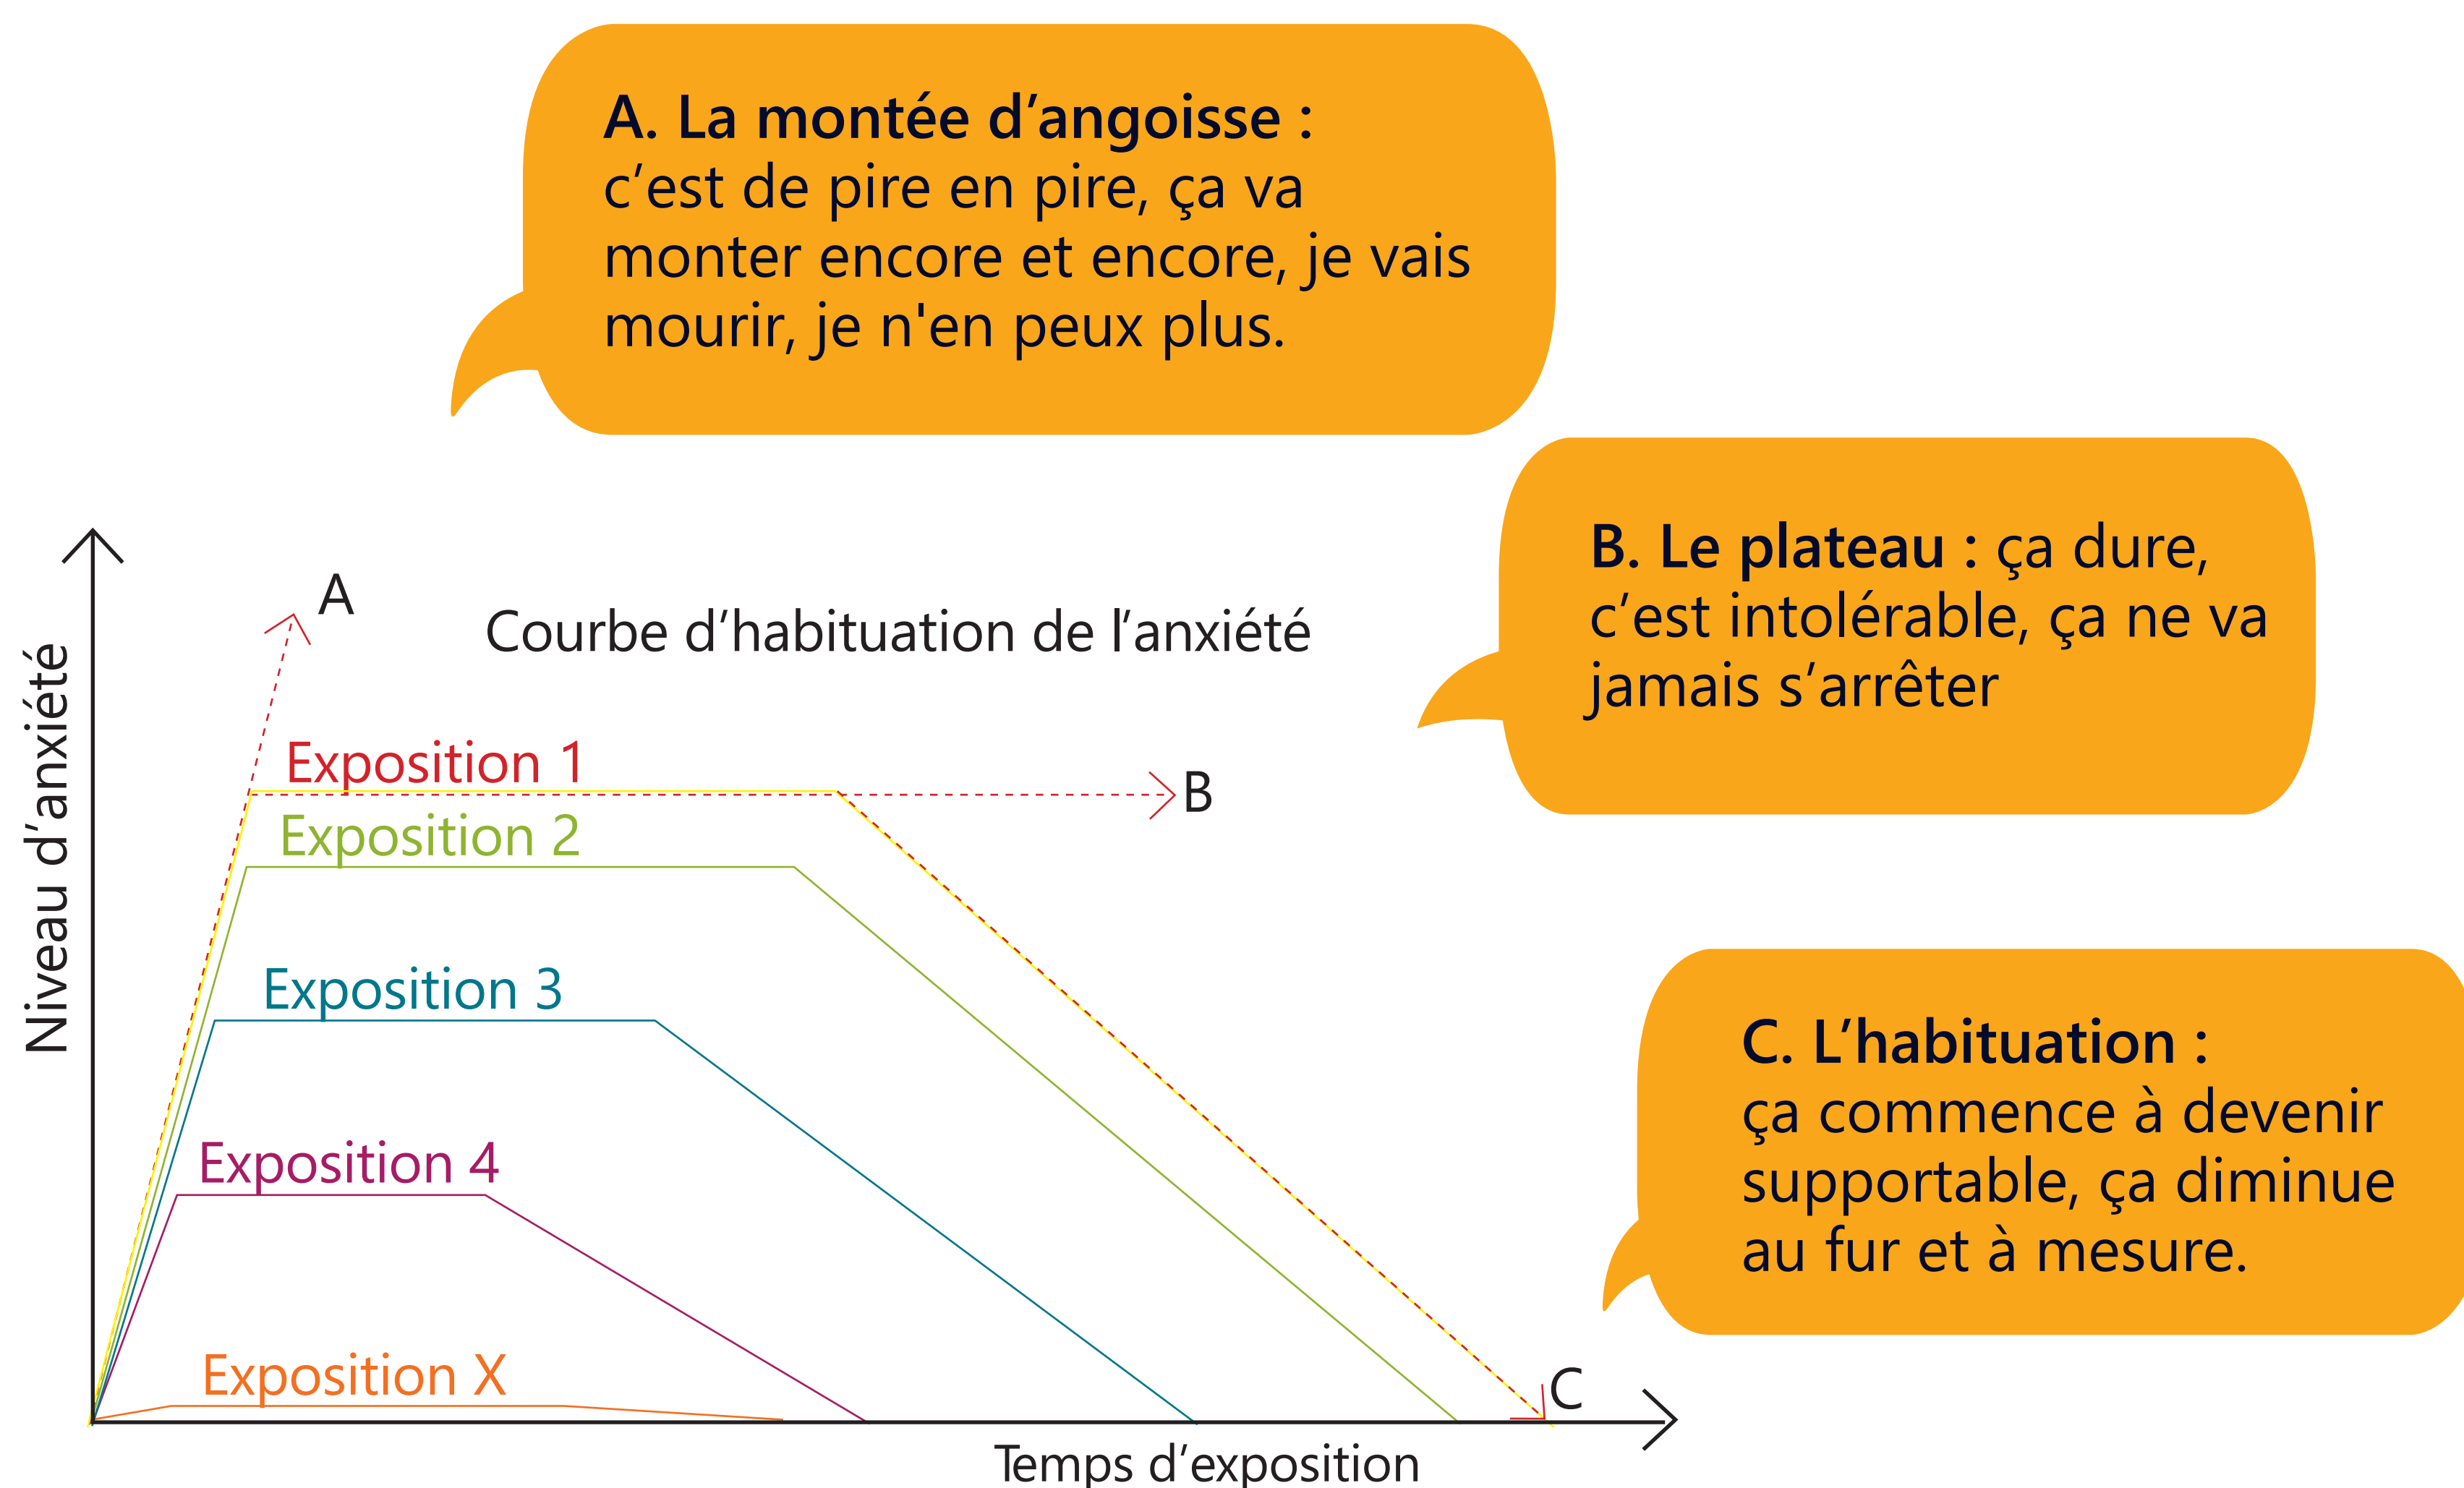 A. La montée d’angoisse :
c’est de pire en pire, ça va
monter encore et encore, je vais
mourir, je n'en peux plus.
B. Le plateau : ça dure,
c’est intolérable, ça ne va
jamais s’arrêter
C. L’habituation :
ça commence à devenir
supportable, ça diminue
au fur et à mesure.
Courbe d’habituation de l’anxiété
Niveau d’anxiété
A
Exposition 1
B
Exposition 2
Exposition 3
Exposition 4
Exposition X
C
Temps d’exposition